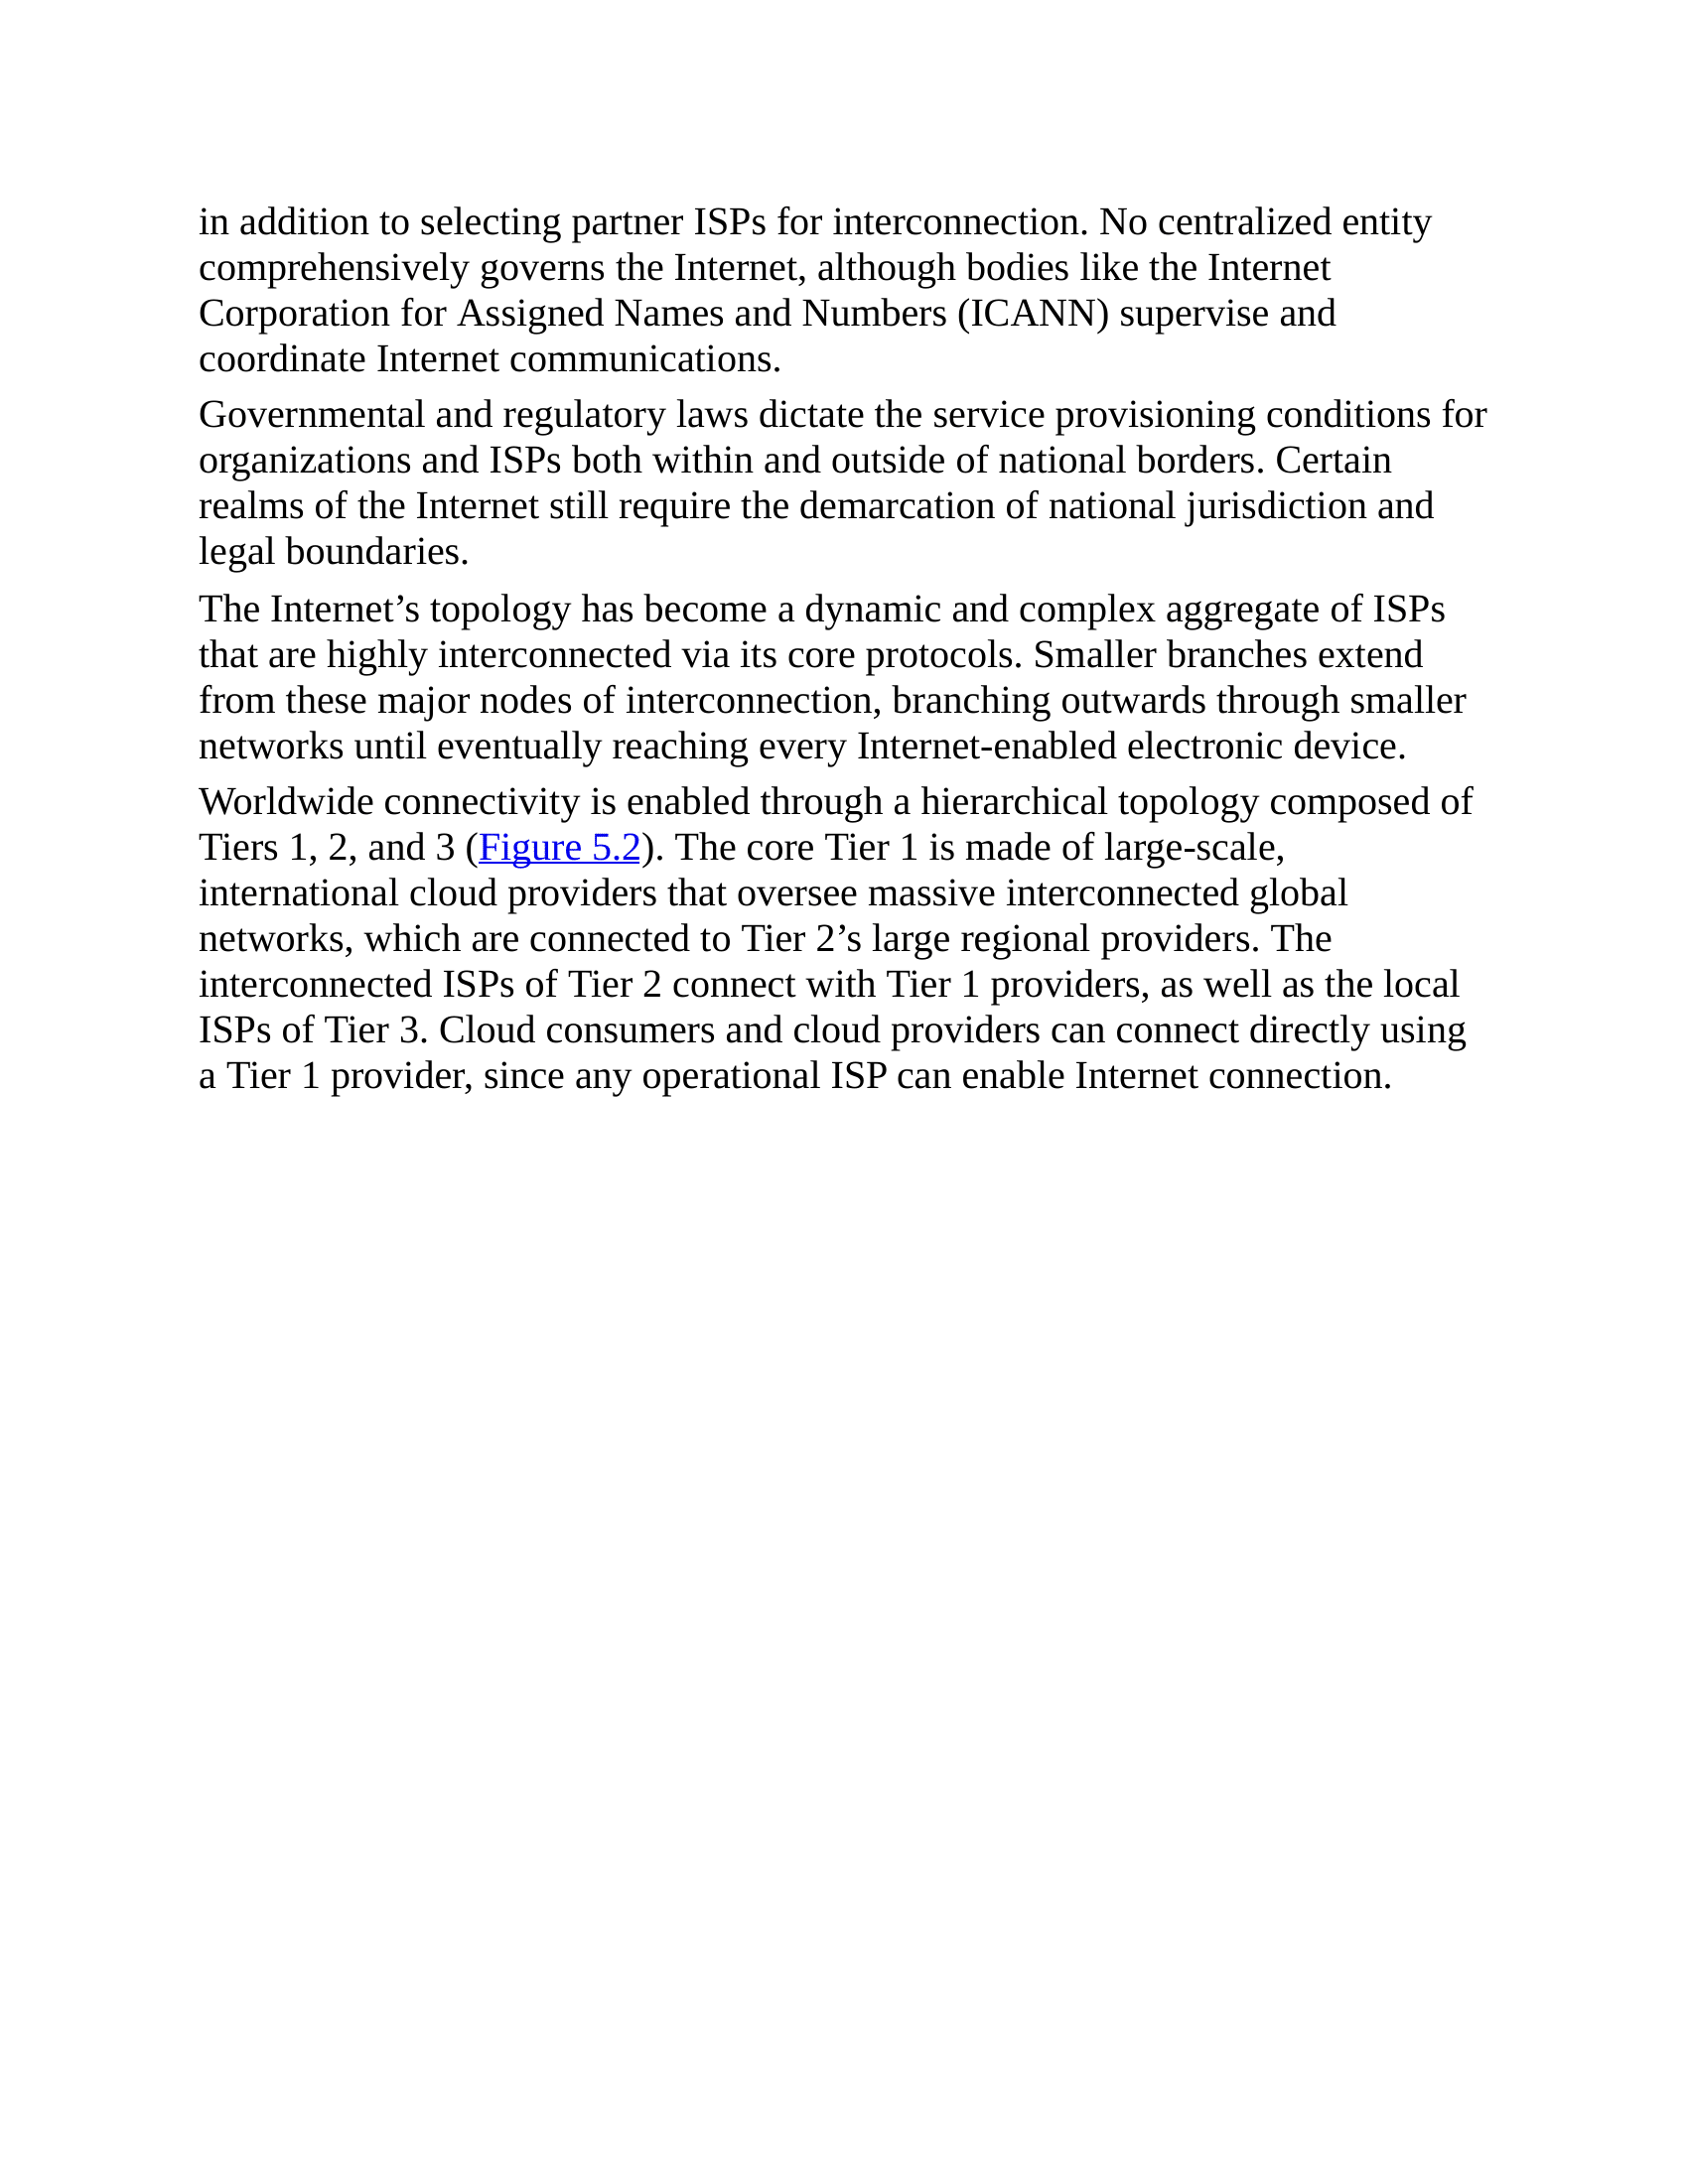 in addition to selecting partner ISPs for interconnection. No centralized entity
comprehensively governs the Internet, although bodies like the Internet
Corporation for Assigned Names and Numbers (ICANN) supervise and
coordinate Internet communications.
Governmental and regulatory laws dictate the service provisioning conditions for
organizations and ISPs both within and outside of national borders. Certain
realms of the Internet still require the demarcation of national jurisdiction and
legal boundaries.
The Internet’s topology has become a dynamic and complex aggregate of ISPs
that are highly interconnected via its core protocols. Smaller branches extend
from these major nodes of interconnection, branching outwards through smaller
networks until eventually reaching every Internet-enabled electronic device.
Worldwide connectivity is enabled through a hierarchical topology composed of
Tiers 1, 2, and 3 (Figure 5.2). The core Tier 1 is made of large-scale,
international cloud providers that oversee massive interconnected global
networks, which are connected to Tier 2’s large regional providers. The
interconnected ISPs of Tier 2 connect with Tier 1 providers, as well as the local
ISPs of Tier 3. Cloud consumers and cloud providers can connect directly using
a Tier 1 provider, since any operational ISP can enable Internet connection.